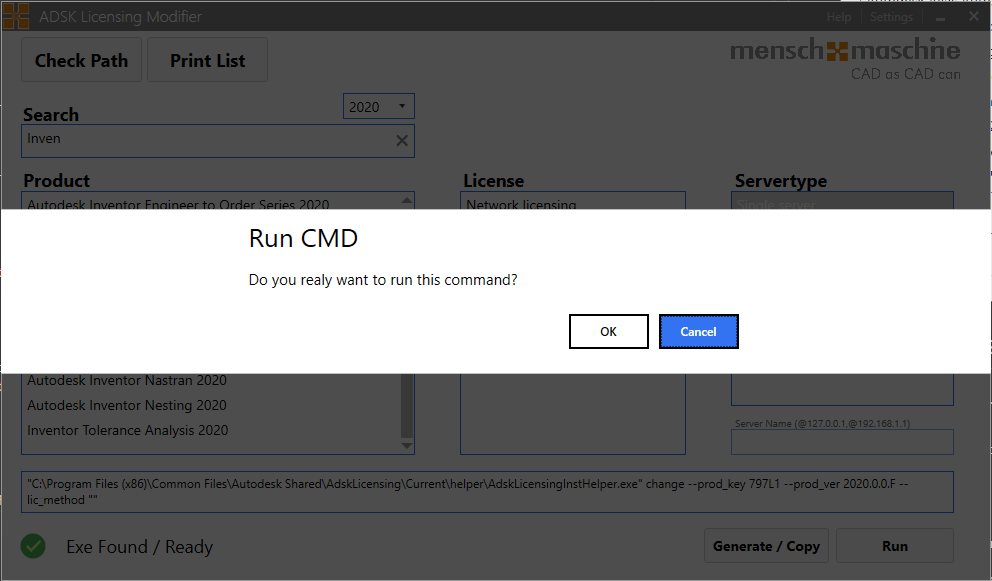 ADSK Licensing Modifier
Help
Settings
Check Path
Print List
mensch maschine
CAD as CAD can
Search
2020
Inven
Product
License
Servertype
Autodesk Inventor Engineer to Order Series 2020
Network licensing
Single server
Run CMD
Do you realy want to run this command?
OK
Cancel
Autodesk Inventor Nastran 2020
Autodesk Inventor Nesting 2020
Inventor Tolerance Analysis 2020
Server Name (@127.0.0.1,@192.168.1.1)
"C:\Program Files (x86)\Common Files\Autodesk Shared\AdskLicensing\Current\helper\AdskLicensingInstHelper.exe" change --prod_key 797L1 --prod_ver 2020.0.0.F --
lic_method ""
Exe Found / Ready
Generate / Copy
Run